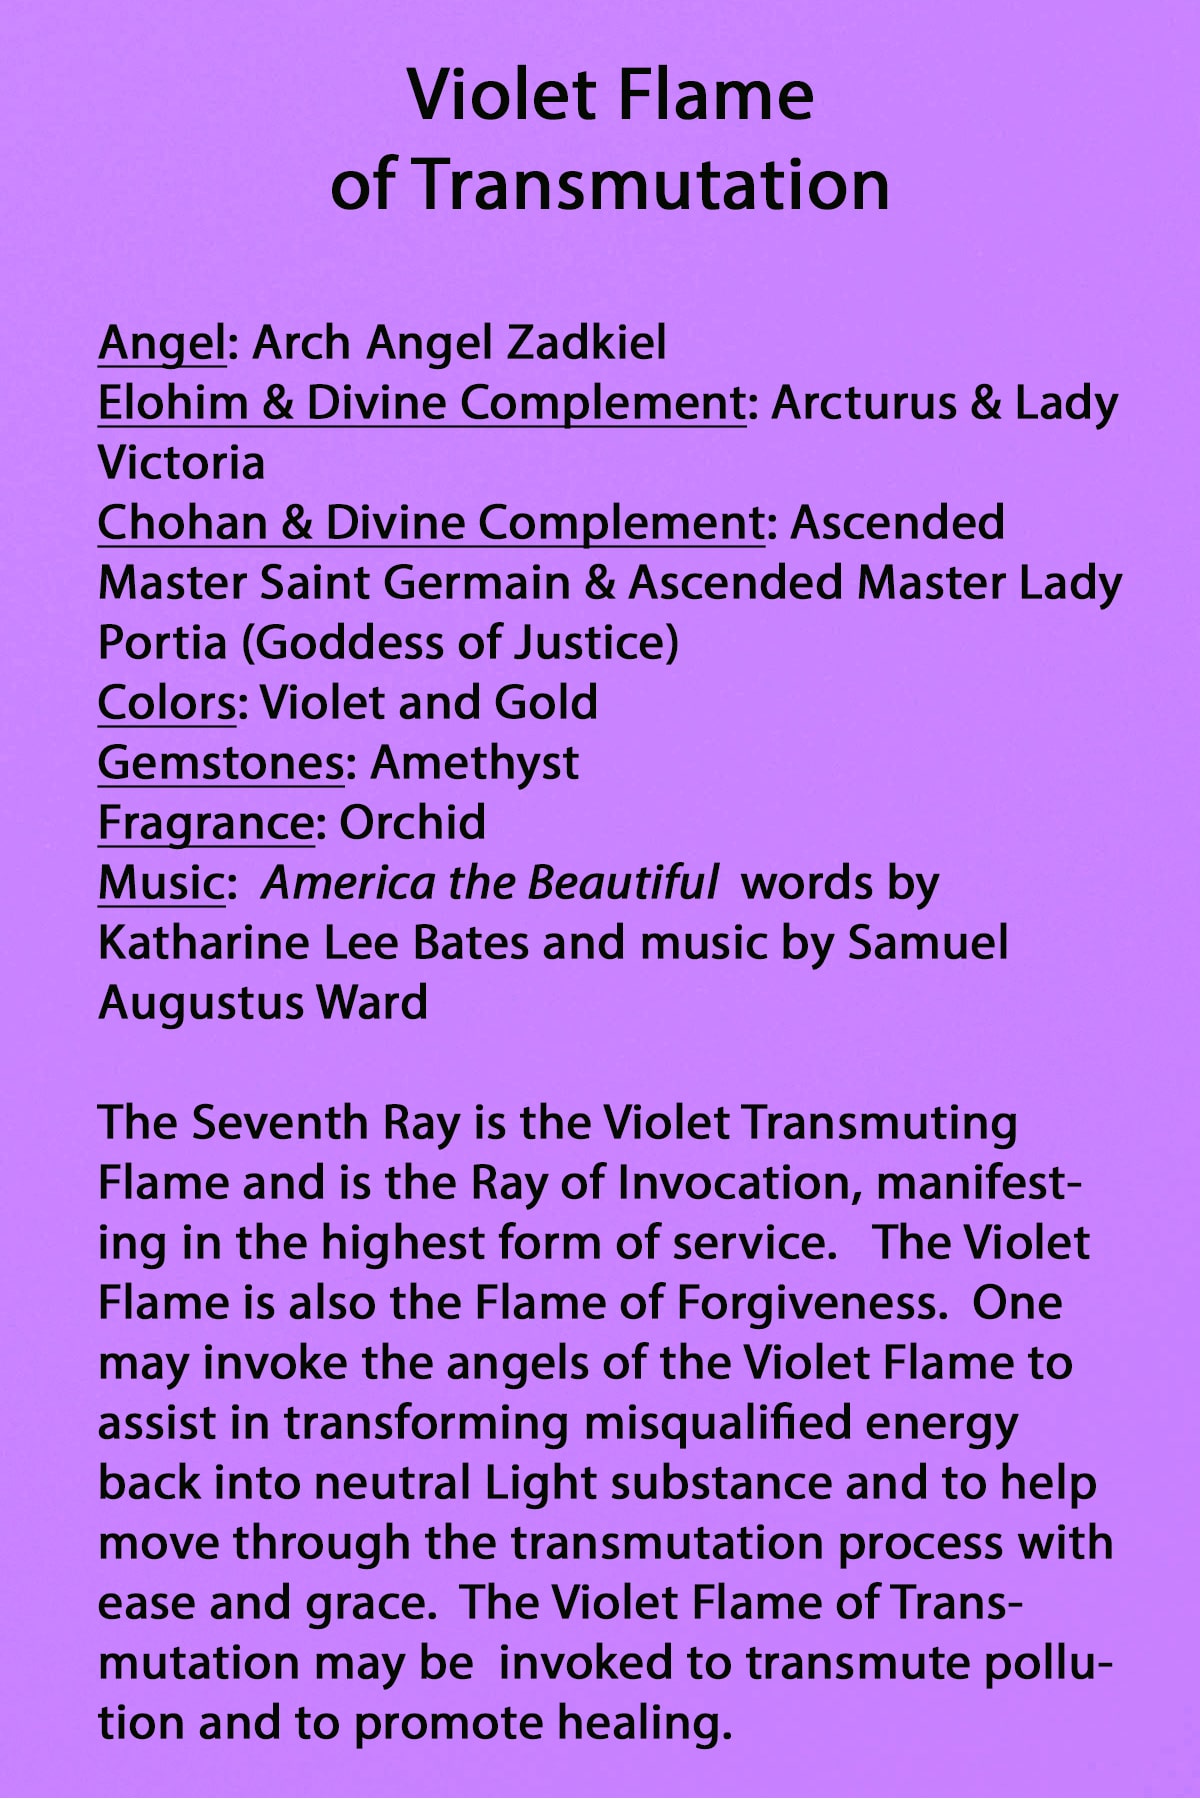 Violet Flame
of Transmutation
Angel: Arch Angel Zadkiel
Elohim & Divine Complement: Arcturus & Lady
Victoria
Chohan & Divine Complement: Ascended
Master Saint Germain & Ascended Master Lady
Portia (Goddess of Justice)
Colors: Violet and Gold
Gemstones: Amethyst
Fragrance: Orchid
Music:  America the Beautiful  words by
Katharine Lee Bates and music by Samuel
Augustus Ward
The Seventh Ray is the Violet Transmuting
Flame and is the Ray of Invocation, manifest-
ing in the highest form of service.   The Violet
Flame is also the Flame of Forgiveness.  One
may invoke the angels of the Violet Flame to
assist in transforming misqualified energy
back into neutral Light substance and to help
move through the transmutation process with
ease and grace.  The Violet Flame of Trans-
mutation may be  invoked to transmute pollu-
tion and to promote healing.